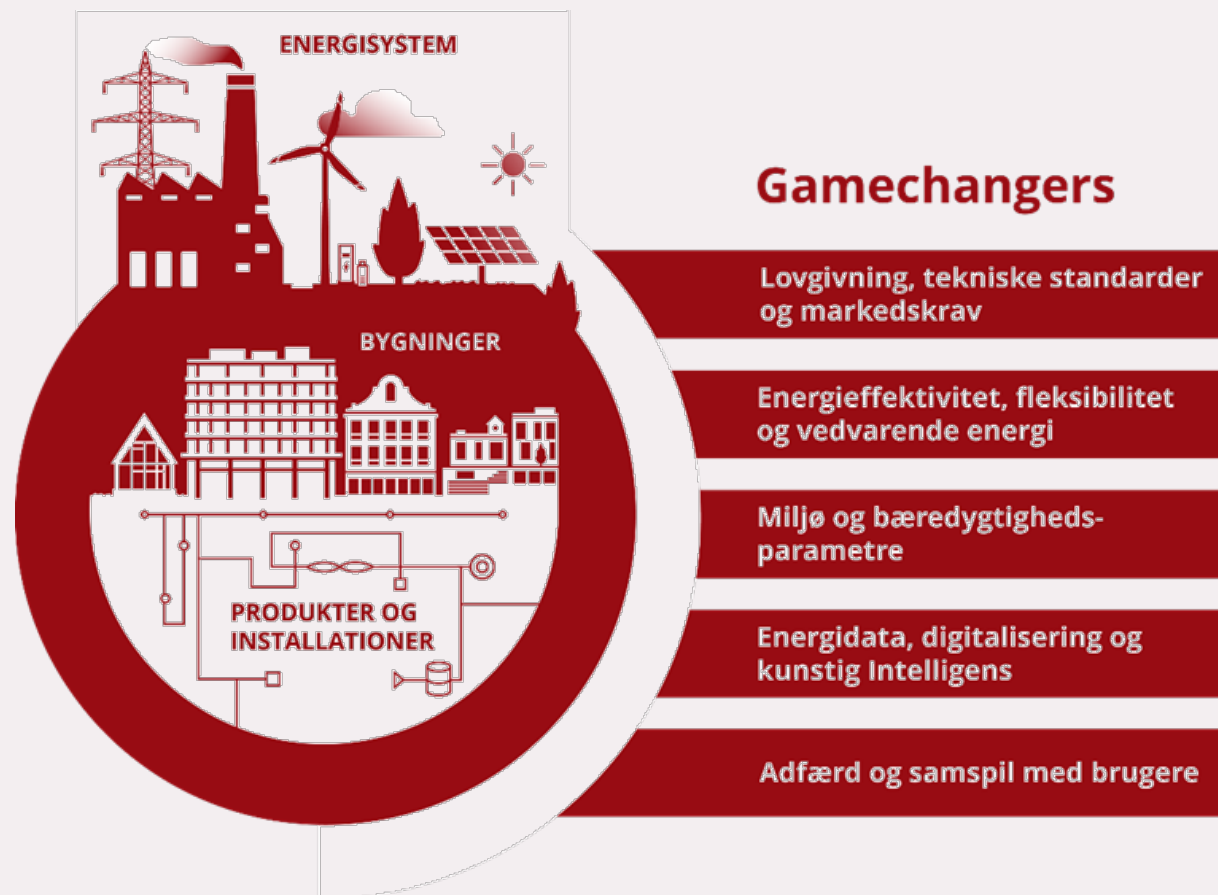 ENERGISYSTEM
BYGNINGER
PRODUKTER OG
INSTALLATIONER
Gamechangers
Lovgivning, tekniske standarder
og markedskrav
Energieffektivitet, fleksibilitet
og vedvarende energi
Miljø og bæredygtigheds-
parametre
Energidata, digitalisering og
kunstig Intelligens
Adfærd og samspil med brugere